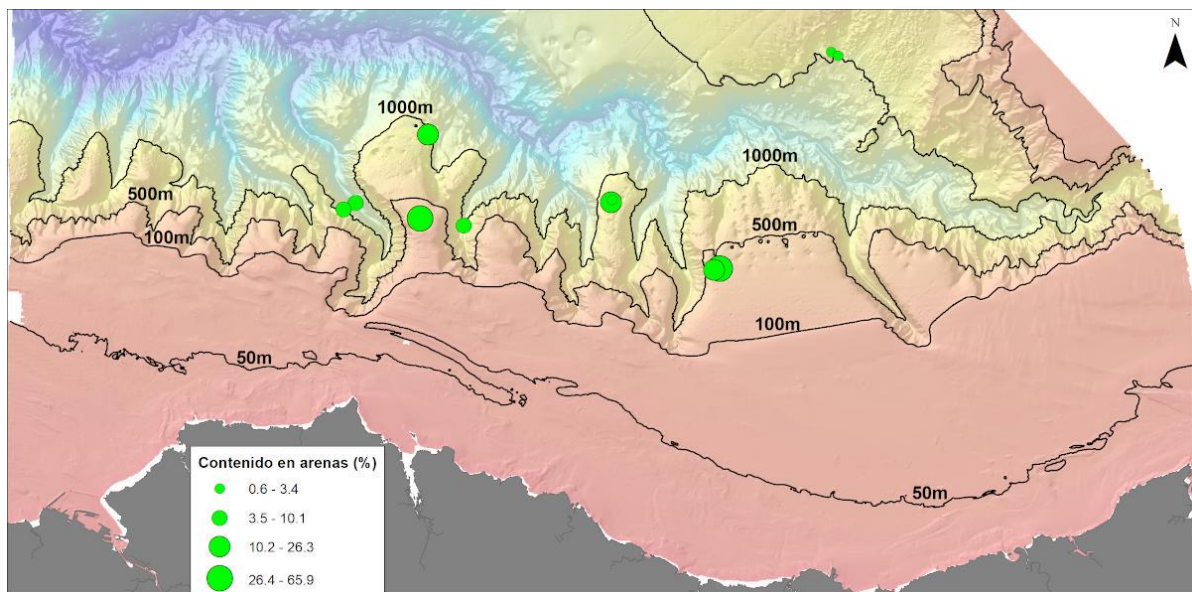 N
1000m
1000m
500m
500m
100m
100m
50m
50m
Contenido en arenas (%)
0.6 - 3.4
3.5 - 10.1
10.2 - 26.3
26.4 - 65.9